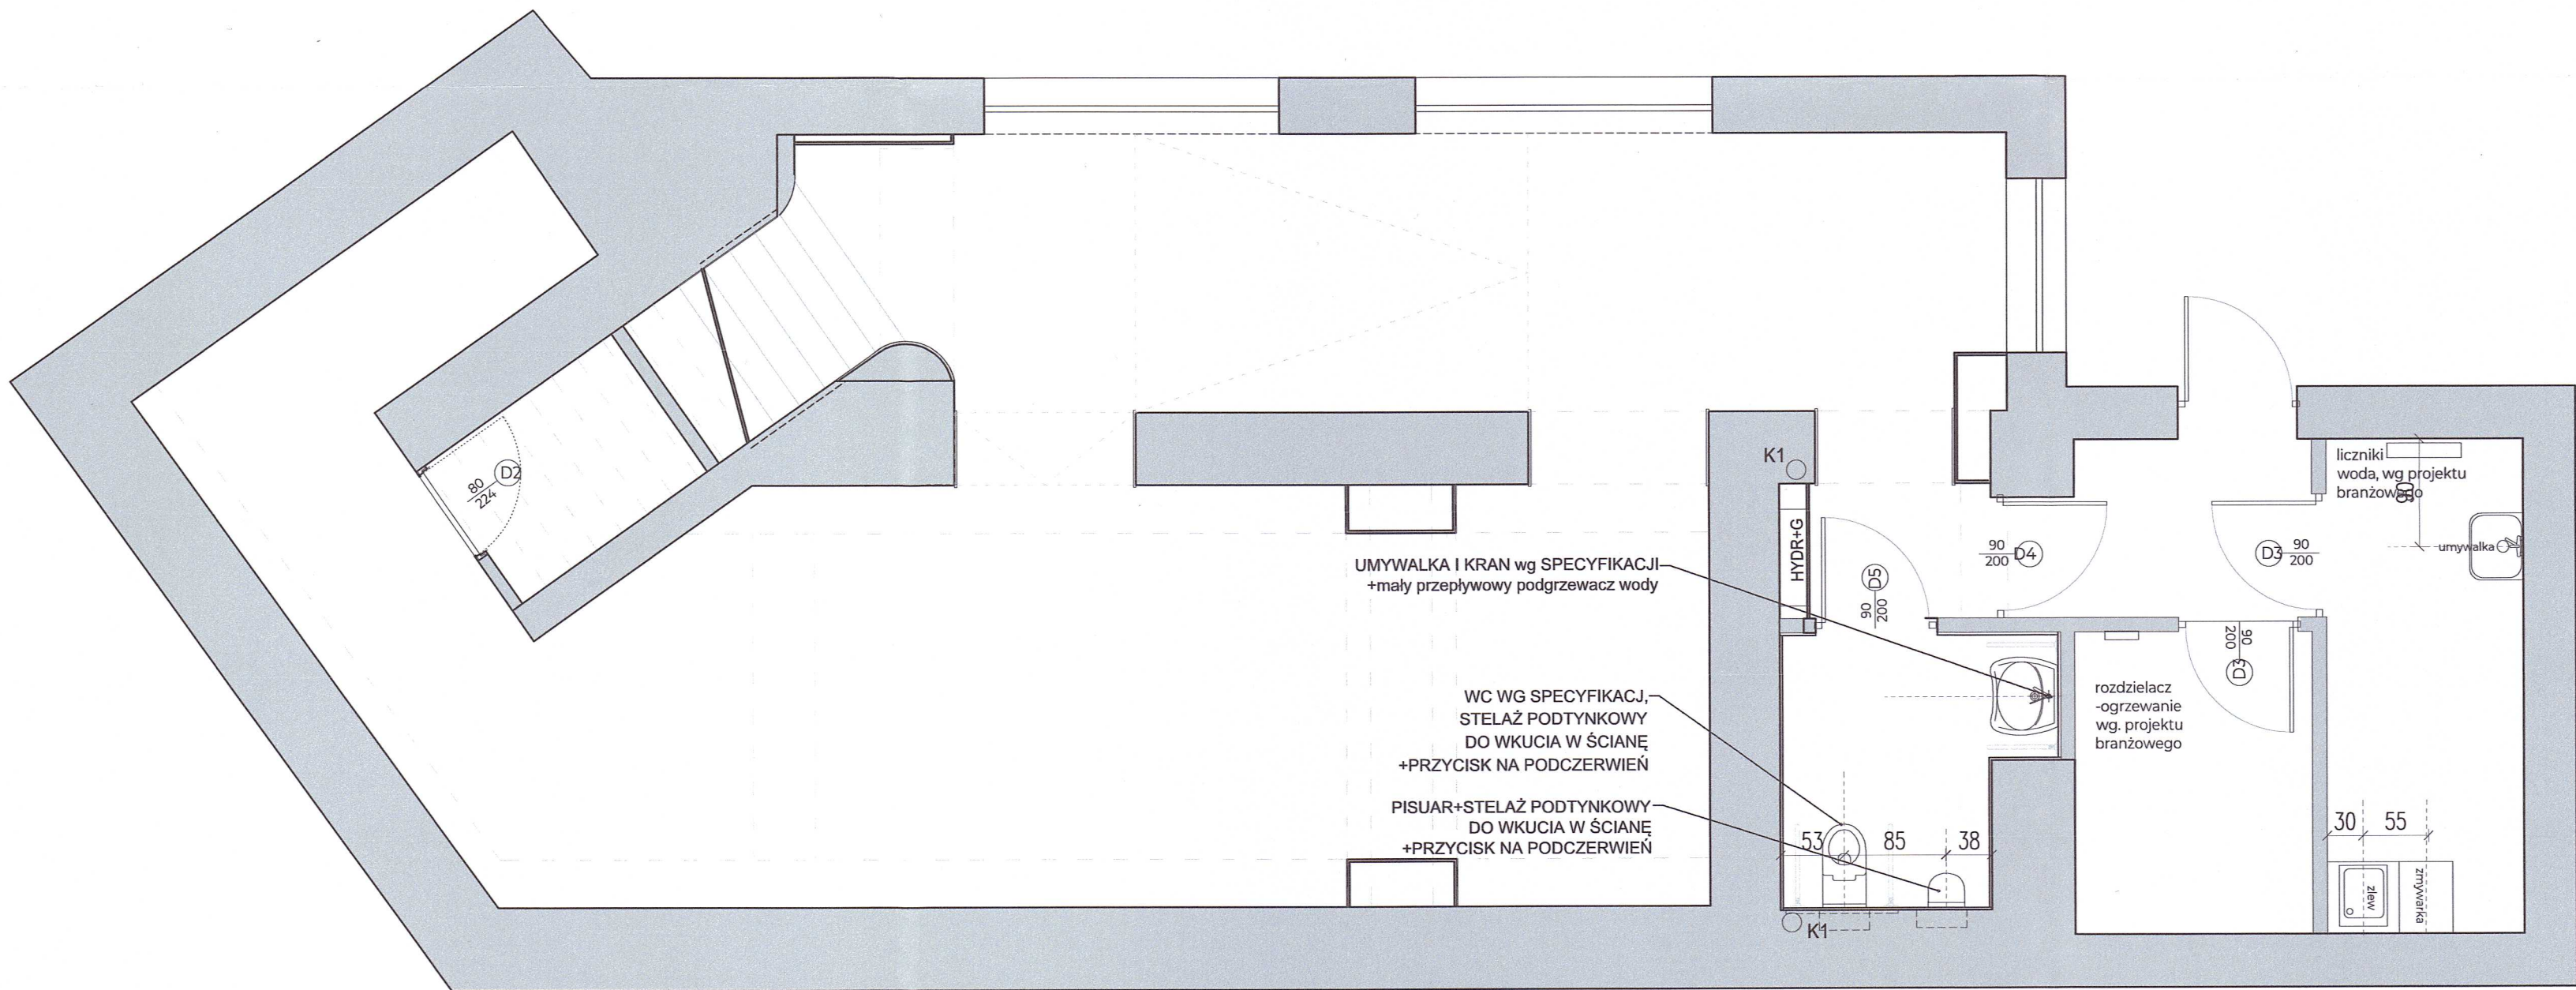 80
224
D2
K1
HYDR+G
UMYWALKA I KRAN wg SPECYFIKACJI
+mały przepływowy podgrzewacz wody
D5
90
200
90
200
D4
D3
90
200
liczniki
woda, wg projektu
branżowego
90
umywalka
WC WG SPECYFIKACJ,
STELAŻ PODTYNKOWY
DO WKUCIA W ŚCIANĘ
+PRZYCISK NA PODCZERWIEŃ
PISUAR+STELAŻ PODTYNKOWY
DO WKUCIA W ŚCIANĘ
+PRZYCISK NA PODCZERWIEŃ
90
200
D3
rozdzielacz
-ogrzewanie
wg. projektu
branżowego
53
85
38
30
55
zlew
zmywarka
K1